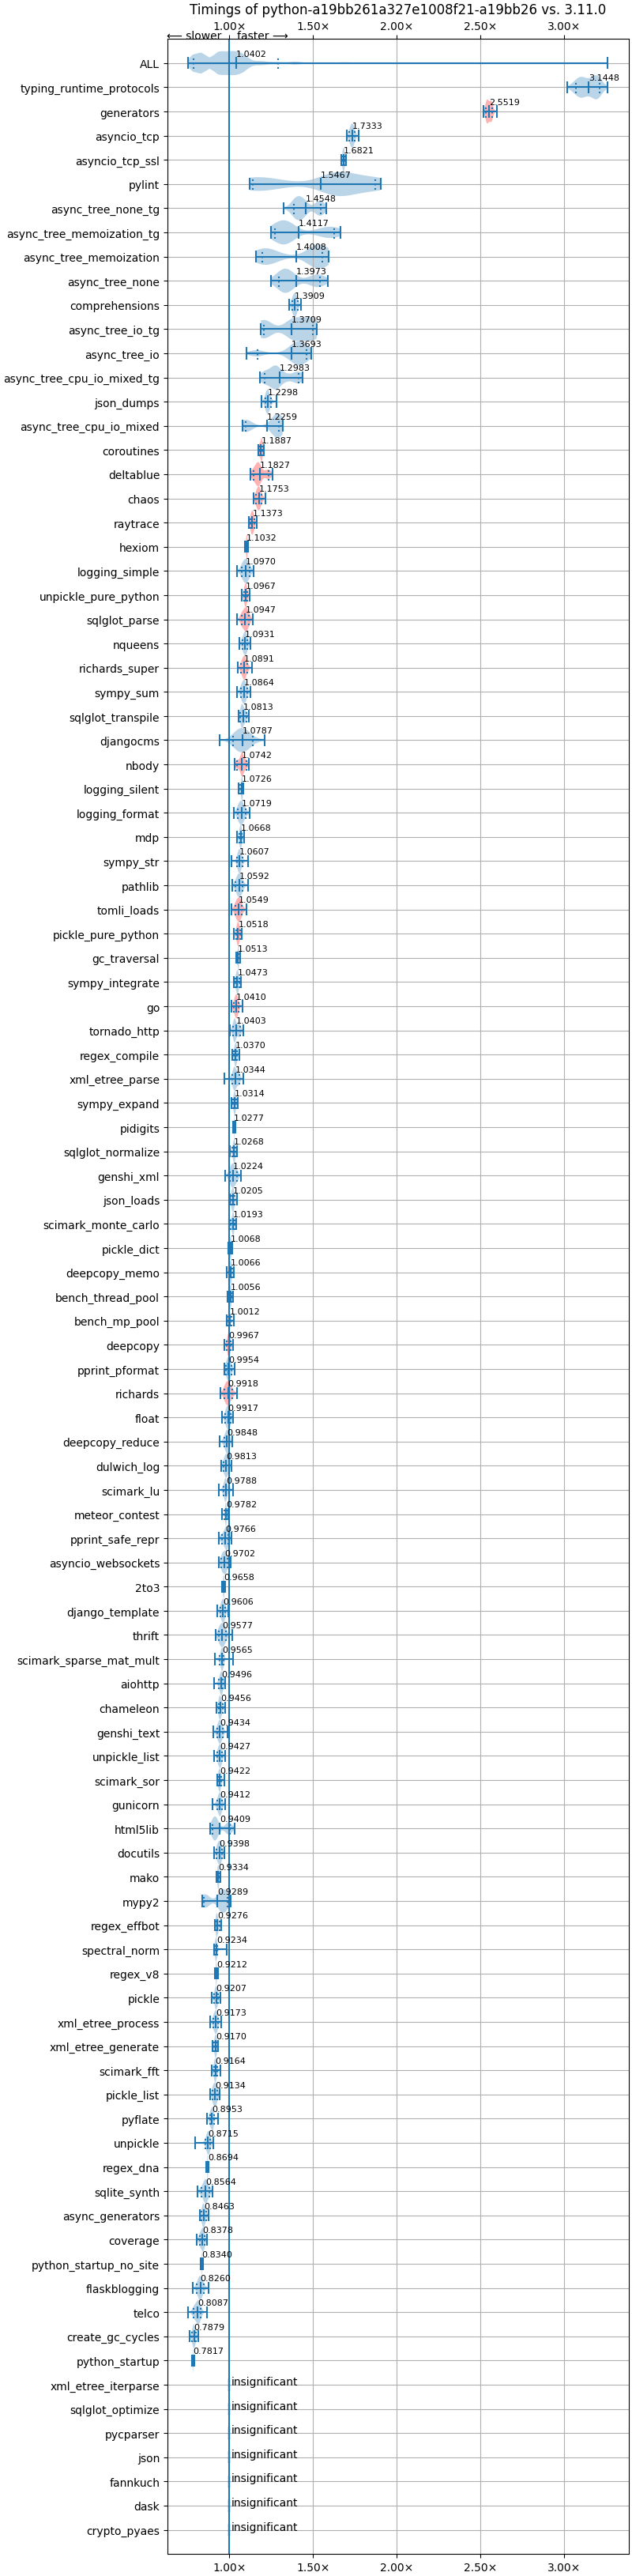 Timings of python-a19bb261a327e1008f21-a19bb26 vs. 3.11.0
1.00× 1.50× 2.00× 2.50× 3.00×
⟵ slower faster ⟶
ALL 1.0402
typing_runtime_protocols 3.1448
generators 2.5519
asyncio_tcp 1.7333
asyncio_tcp_ssl 1.6821
pylint 1.5467
async_tree_none_tg 1.4548
async_tree_memoization_tg 1.4117
async_tree_memoization 1.4008
async_tree_none 1.3973
comprehensions 1.3909
async_tree_io_tg 1.3709
async_tree_io 1.3693
async_tree_cpu_io_mixed_tg 1.2983
json_dumps 1.2298
async_tree_cpu_io_mixed 1.2259
coroutines 1.1887
deltablue 1.1827
chaos 1.1753
raytrace 1.1373
hexiom 1.1032
logging_simple 1.0970
unpickle_pure_python 1.0967
sqlglot_parse 1.0947
nqueens 1.0931
richards_super 1.0891
sympy_sum 1.0864
sqlglot_transpile 1.0813
djangocms 1.0787
nbody 1.0742
logging_silent 1.0726
logging_format 1.0719
mdp 1.0668
sympy_str 1.0607
pathlib 1.0592
tomli_loads 1.0549
pickle_pure_python 1.0518
gc_traversal 1.0513
sympy_integrate 1.0473
go 1.0410
tornado_http 1.0403
regex_compile 1.0370
xml_etree_parse 1.0344
sympy_expand 1.0314
pidigits 1.0277
sqlglot_normalize 1.0268
genshi_xml 1.0224
json_loads 1.0205
scimark_monte_carlo 1.0193
pickle_dict 1.0068
deepcopy_memo 1.0066
bench_thread_pool 1.0056
bench_mp_pool 1.0012
deepcopy 0.9967
pprint_pformat 0.9954
richards 0.9918
float 0.9917
deepcopy_reduce 0.9848
dulwich_log 0.9813
scimark_lu 0.9788
meteor_contest 0.9782
pprint_safe_repr 0.9766
asyncio_websockets 0.9702
2to3 0.9658
django_template 0.9606
thrift 0.9577
scimark_sparse_mat_mult 0.9565
aiohttp 0.9496
chameleon 0.9456
genshi_text 0.9434
unpickle_list 0.9427
scimark_sor 0.9422
gunicorn 0.9412
html5lib 0.9409
docutils 0.9398
mako 0.9334
mypy2 0.9289
regex_effbot 0.9276
spectral_norm 0.9234
regex_v8 0.9212
pickle 0.9207
xml_etree_process 0.9173
xml_etree_generate 0.9170
scimark_fft 0.9164
pickle_list 0.9134
pyflate 0.8953
unpickle 0.8715
regex_dna 0.8694
sqlite_synth 0.8564
async_generators 0.8463
coverage 0.8378
python_startup_no_site 0.8340
flaskblogging 0.8260
telco 0.8087
create_gc_cycles 0.7879
python_startup 0.7817
xml_etree_iterparse insignificant
sqlglot_optimize insignificant
pycparser insignificant
json insignificant
fannkuch insignificant
dask insignificant
crypto_pyaes insignificant
1.00× 1.50× 2.00× 2.50× 3.00×